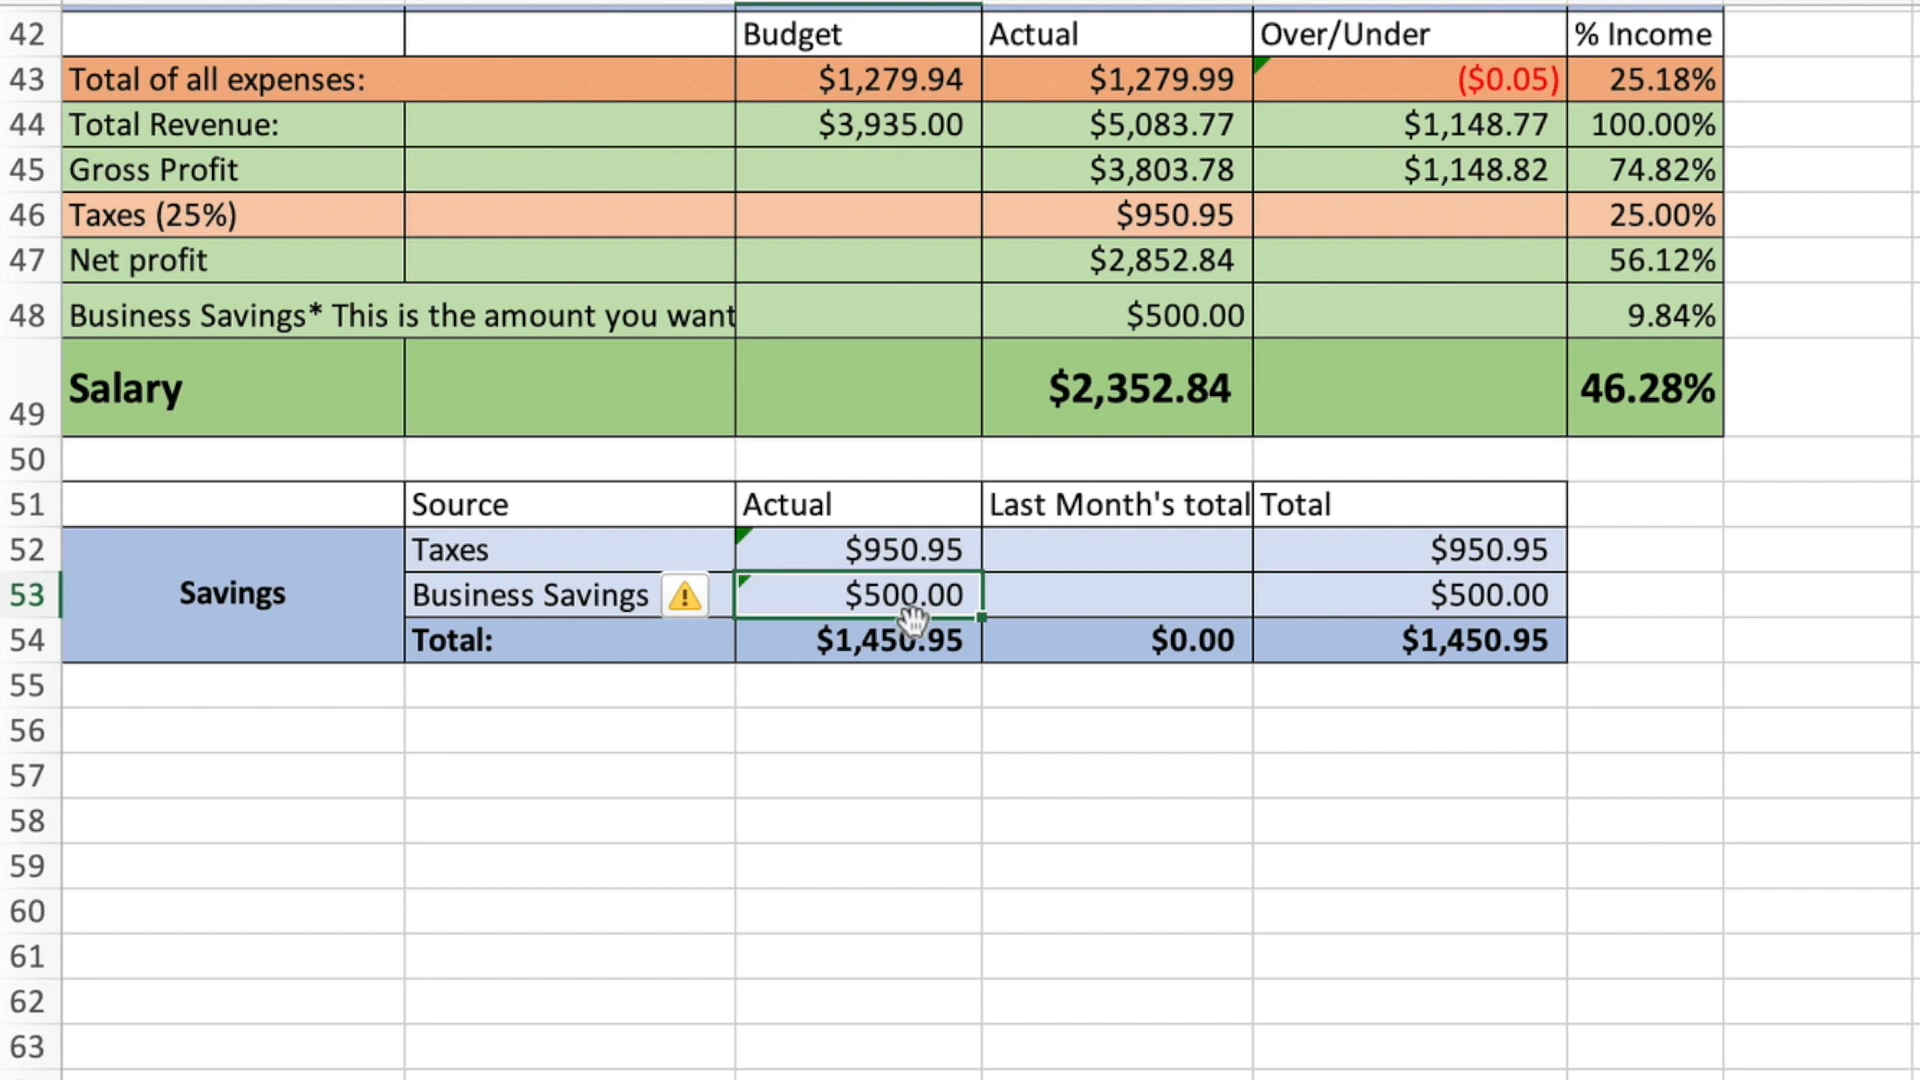 42 Budget Actual Over/Under % Income
43 Total of all expenses: $1,279.94 $1,279.99 ($0.05) 25.18%
44 Total Revenue: $3,935.00 $5,083.77 $1,148.77 100.00%
45 Gross Profit $3,803.78 $1,148.82 74.82%
46 Taxes (25%) $950.95 25.00%
47 Net profit $2,852.84 56.12%
48 Business Savings* This is the amount you want $500.00 9.84%
49 Salary $2,352.84 46.28%
50
51 Source Actual Last Month's total Total
52 Taxes $950.95 $950.95
53 Savings Business Savings $500.00 $500.00
54 Total: $1,450.95 $0.00 $1,450.95
55
56
57
58
59
60
61
62
63